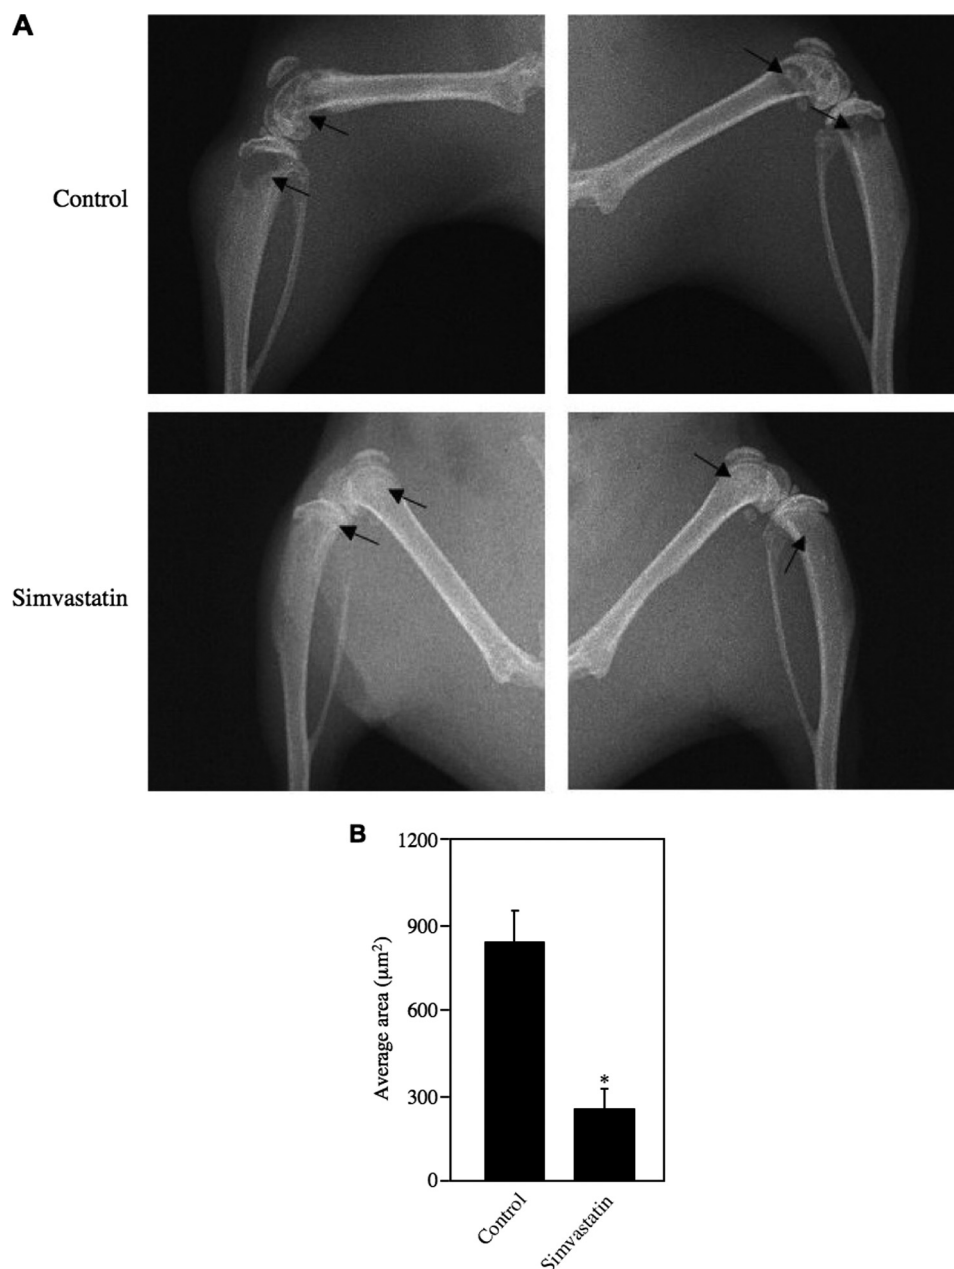 A
Control
Simvastatin
B
1200
900
600
300
0
Average area (μm²)
*
Control
Simvastatin